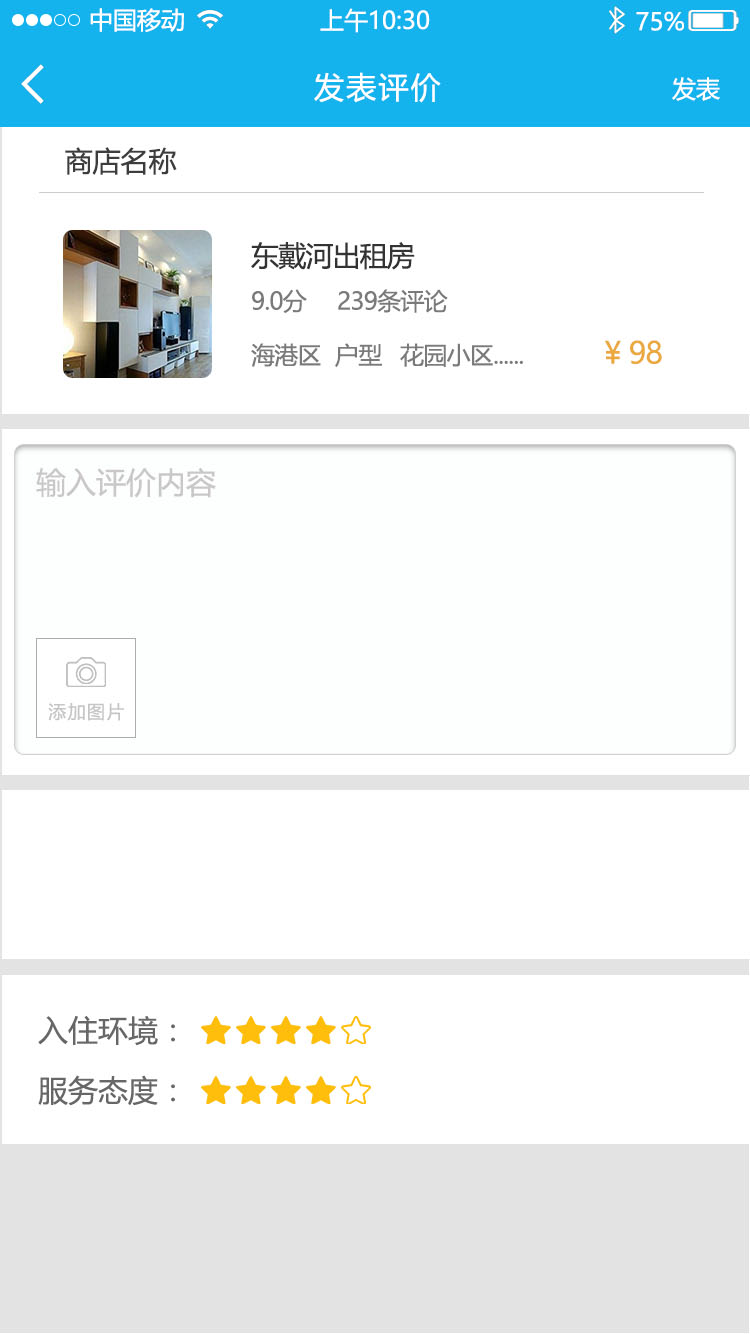 中国移动 上午10:30 75%
发表评价 发表
商店名称
东戴河出租房
9.0分 239条评论
海港区 户型 花园小区...... ¥ 98
输入评价内容
添加图片
入住环境：
服务态度：